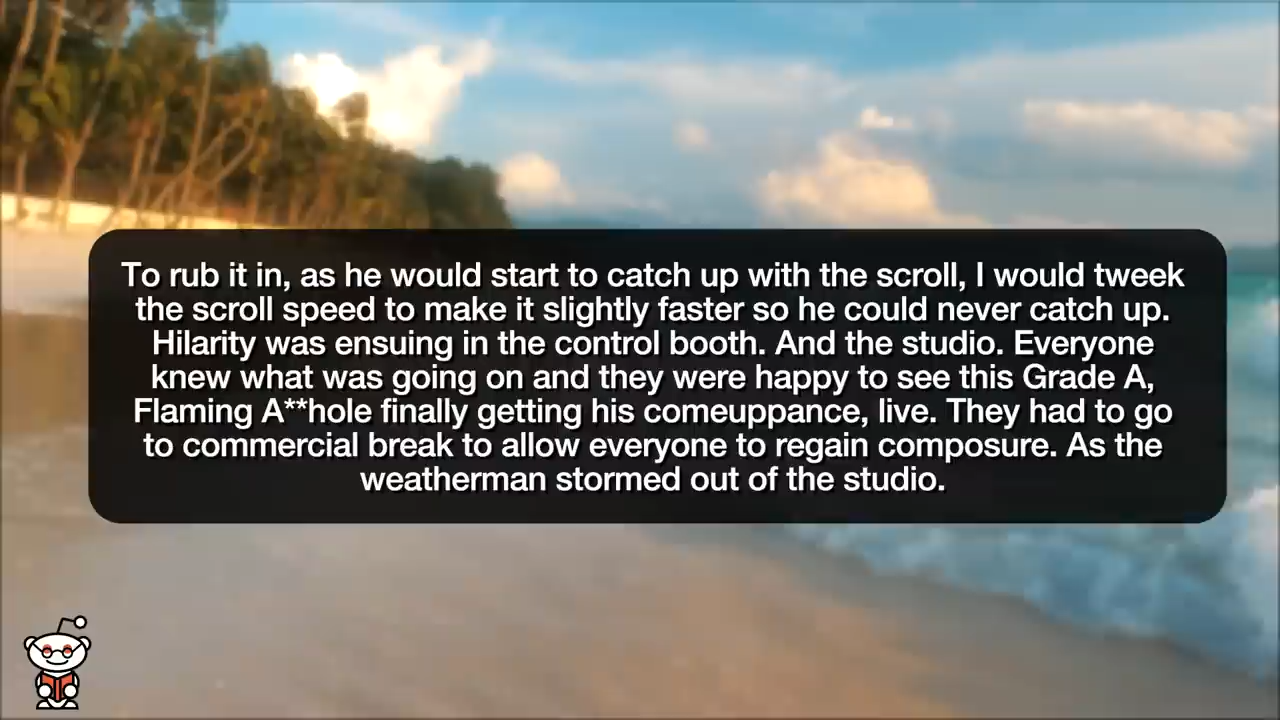 To rub it in, as he would start to catch up with the scroll, I would tweek
the scroll speed to make it slightly faster so he could never catch up.
Hilarity was ensuing in the control booth. And the studio. Everyone
knew what was going on and they were happy to see this Grade A,
Flaming A**hole finally getting his comeuppance, live. They had to go
to commercial break to allow everyone to regain composure. As the
weatherman stormed out of the studio.